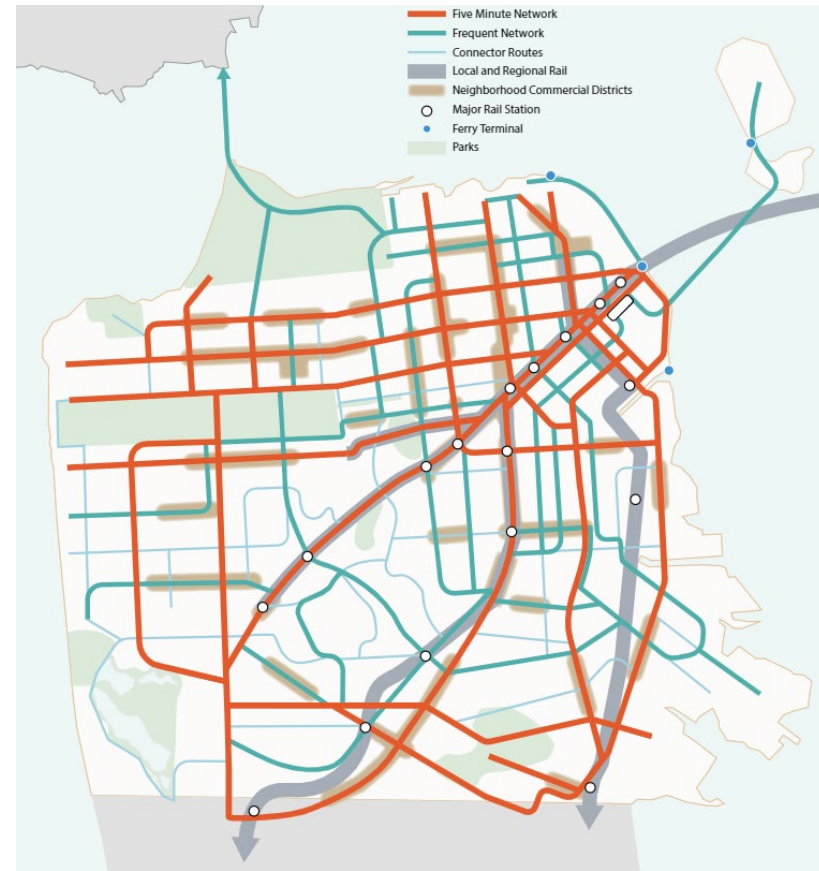 Five Minute Network
Frequent Network
Connector Routes
Local and Regional Rail
Neighborhood Commercial Districts
Major Rail Station
Ferry Terminal
Parks